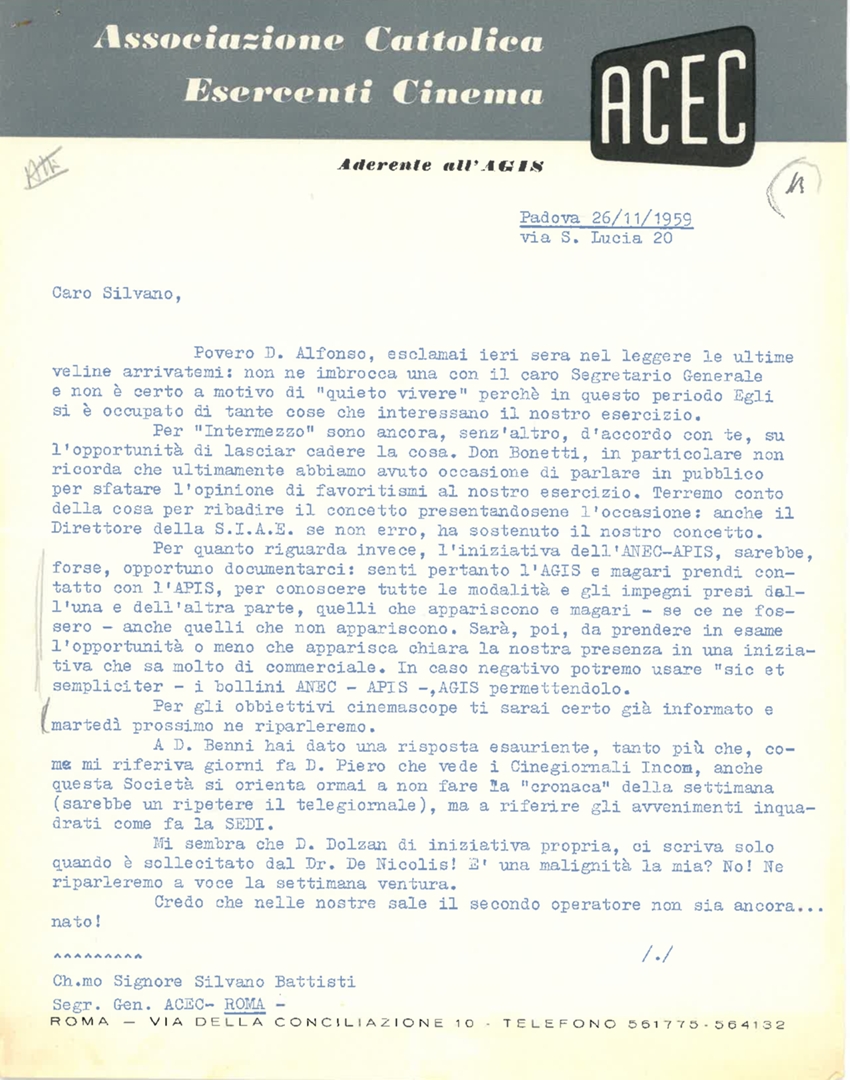 Associazione Cattolica
Esercenti Cinema
ACEC
Aderente all'AGIS
Padova 26/11/1959
via S. Lucia 20
Caro Silvano,
Povero D. Alfonso, esclamai ieri sera nel leggere le ultime
veline arrivatemi: non ne imbrocca una con il caro Segretario Generale
e non è certo a motivo di "quieto vivere" perchè in questo periodo Egli
si è occupato di tante cose che interessano il nostro esercizio.
Per "Intermezzo" sono ancora, senz'altro, d'accordo con te, su
l'opportunità di lasciar cadere la cosa. Don Bonetti, in particolare non
ricorda che ultimamente abbiamo avuto occasione di parlare in pubblico
per sfatare l'opinione di favoritismi al nostro esercizio. Terremo conto
della cosa per ribadire il concetto presentandosene l'occasione: anche il
Direttore della S.I.A.E. se non erro, ha sostenuto il nostro concetto.
Per quanto riguarda invece, l'iniziativa dell'ANEC-APIS, sarebbe,
forse, opportuno documentarci: senti pertanto l'AGIS e magari prendi con-
tatto con l'APIS, per conoscere tutte le modalità e gli impegni presi dal-
l'una e dell'altra parte, quelli che appariscono e magari - se ce ne fos-
sero - anche quelli che non appariscono. Sarà, poi, da prendere in esame
l'opportunità o meno che apparisca chiara la nostra presenza in una inizia-
tiva che sa molto di commerciale. In caso negativo potremo usare "sic et
sempliciter - i bollini ANEC - APIS -,AGIS permettendolo.
Per gli obbiettivi cinemascope ti sarai certo già informato e
martedì prossimo ne riparleremo.
A D. Benni hai dato una risposta esauriente, tanto più che, co-
me mi riferiva giorni fa D. Piero che vede i Cinegiornali Incom, anche
questa Società si orienta ormai a non fare la "cronaca" della settimana
(sarebbe un ripetere il telegiornale), ma a riferire gli avvenimenti inqua-
drati come fa la SEDI.
Mi sembra che D. Dolzan di iniziativa propria, ci scriva solo
quando è sollecitato dal Dr. De Nicolis! E' una malignità la mia? No! Ne
riparleremo a voce la settimana ventura.
Credo che nelle nostre sale il secondo operatore non sia ancora...
nato!
^^^^^^^^^
/./
Ch.mo Signore Silvano Battisti
Segr. Gen. ACEC- ROMA -
ROMA — VIA DELLA CONCILIAZIONE 10 - TELEFONO 561775-564132